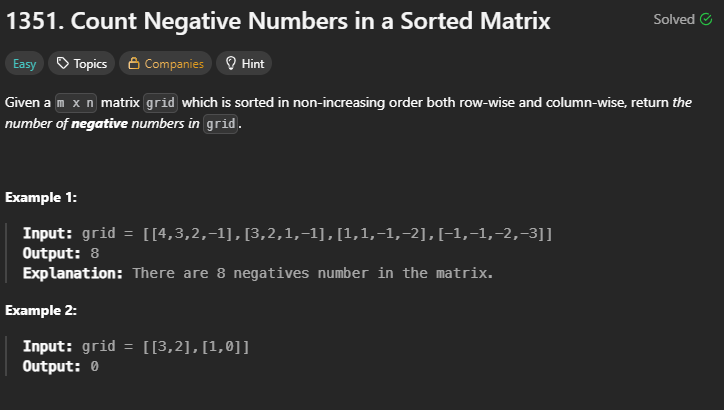 1351. Count Negative Numbers in a Sorted Matrix
Solved
Easy Topics Companies Hint
Given a m x n matrix grid which is sorted in non-increasing order both row-wise and column-wise, return the
number of negative numbers in grid.
Example 1:
Input: grid = [[4,3,2,-1],[3,2,1,-1],[1,1,-1,-2],[-1,-1,-2,-3]]
Output: 8
Explanation: There are 8 negatives number in the matrix.
Example 2:
Input: grid = [[3,2],[1,0]]
Output: 0